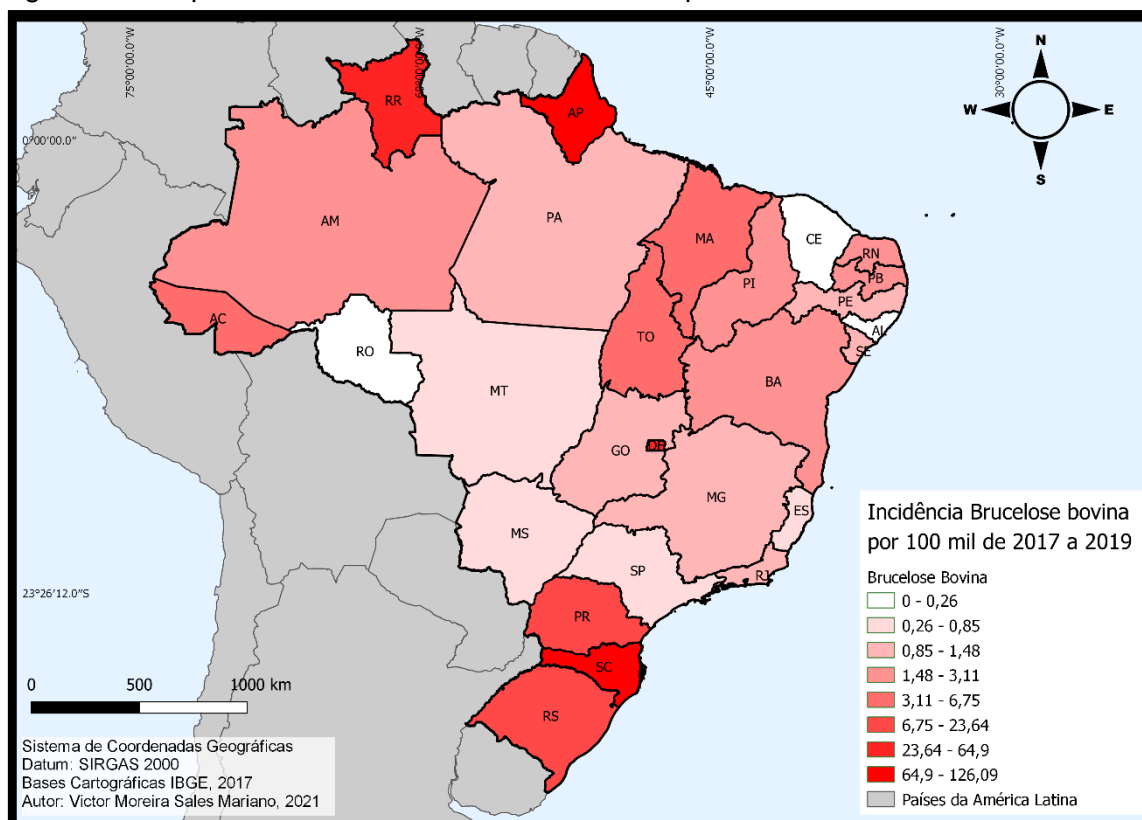 75°00'00.0"W
45°00'00.0"W
30°00'00.0"W
N
W E
S
0°00'00.0"
RR
AP
AM
PA
MA
CE
RN
PB
PI
PE
AL
SE
AC
RO
TO
BA
MT
GO
DF
MG
ES
MS
SP
RJ
PR
SC
RS
23°26'12.0"S
0 500 1000 km
Sistema de Coordenadas Geográficas
Datum: SIRGAS 2000
Bases Cartográficas IBGE, 2017
Autor: Victor Moreira Sales Mariano, 2021
Incidência Brucelose bovina
por 100 mil de 2017 a 2019
Brucelose Bovina
0 - 0,26
0,26 - 0,85
0,85 - 1,48
1,48 - 3,11
3,11 - 6,75
6,75 - 23,64
23,64 - 64,9
64,9 - 126,09
Países da América Latina